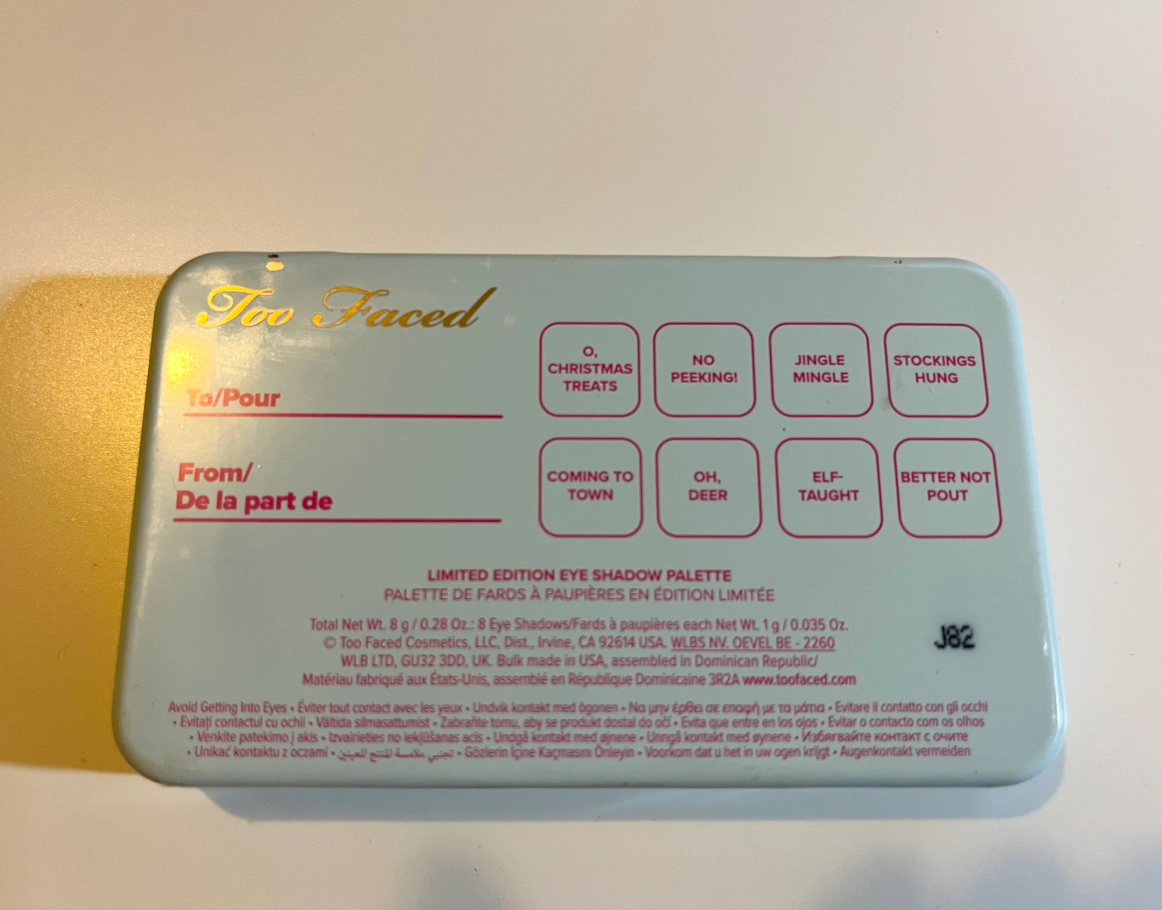 Too Faced
To/Pour
From/
De la part de
O,
CHRISTMAS
TREATS
NO
PEEKING!
JINGLE
MINGLE
STOCKINGS
HUNG
COMING TO
TOWN
OH,
DEER
ELF-
TAUGHT
BETTER NOT
POUT
LIMITED EDITION EYE SHADOW PALETTE
PALETTE DE FARDS À PAUPIÈRES EN ÉDITION LIMITÉE
Total Net Wt. 8 g / 0.28 Oz.: 8 Eye Shadows/Fards à paupières each Net Wt. 1 g / 0.035 Oz.
© Too Faced Cosmetics, LLC, Dist., Irvine, CA 92614 USA. WLBS NV. OEVEL BE - 2260
WLB LTD, GU32 3DD, UK. Bulk made in USA, assembled in Dominican Republic/
Matériau fabriqué aux États-Unis, assemblé en République Dominicaine 3R2A www.toofaced.com
J82
Avoid Getting Into Eyes • Éviter tout contact avec les yeux • Undvik kontakt med ögonen • Να μην έρθει σε επαφή με τα μάτια • Evitare il contatto con gli occhi
• Evitați contactul cu ochii • Vältida silmasattumist • Zabraňte tomu, aby se produkt dostal do očí • Evita que entre en los ojos • Evitar o contacto com os olhos
• Venkite patekimo į akis • Izvairieties no iekļūšanas acīs • Undgå kontakt med øjnene • Unngå kontakt med øynene • Избягвайте контакт с очите
• Unikać kontaktu z oczami • تجنبي ملامسة المنتج للعينين • Gözlerin İçine Kaçmasını Önleyin • Voorkom dat u het in uw ogen krijgt • Augenkontakt vermeiden